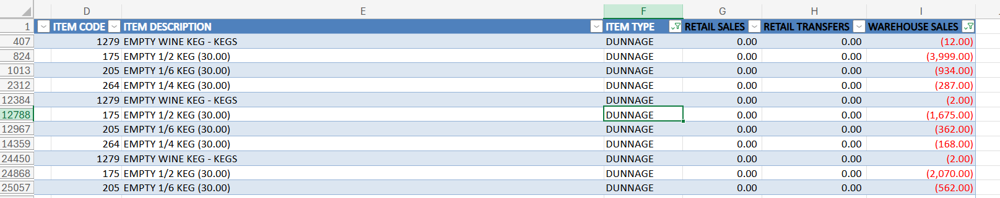 D E F G H I
1 ITEM CODE ITEM DESCRIPTION ITEM TYPE RETAIL SALES RETAIL TRANSFERS WAREHOUSE SALES
407 1279 EMPTY WINE KEG - KEGS DUNNAGE 0.00 0.00 (12.00)
824 175 EMPTY 1/2 KEG (30.00) DUNNAGE 0.00 0.00 (3,999.00)
1013 205 EMPTY 1/6 KEG (30.00) DUNNAGE 0.00 0.00 (934.00)
2312 264 EMPTY 1/4 KEG (30.00) DUNNAGE 0.00 0.00 (287.00)
12384 1279 EMPTY WINE KEG - KEGS DUNNAGE 0.00 0.00 (2.00)
12788 175 EMPTY 1/2 KEG (30.00) DUNNAGE 0.00 0.00 (1,675.00)
12967 205 EMPTY 1/6 KEG (30.00) DUNNAGE 0.00 0.00 (362.00)
14359 264 EMPTY 1/4 KEG (30.00) DUNNAGE 0.00 0.00 (168.00)
24450 1279 EMPTY WINE KEG - KEGS DUNNAGE 0.00 0.00 (2.00)
24868 175 EMPTY 1/2 KEG (30.00) DUNNAGE 0.00 0.00 (2,070.00)
25057 205 EMPTY 1/6 KEG (30.00) DUNNAGE 0.00 0.00 (562.00)